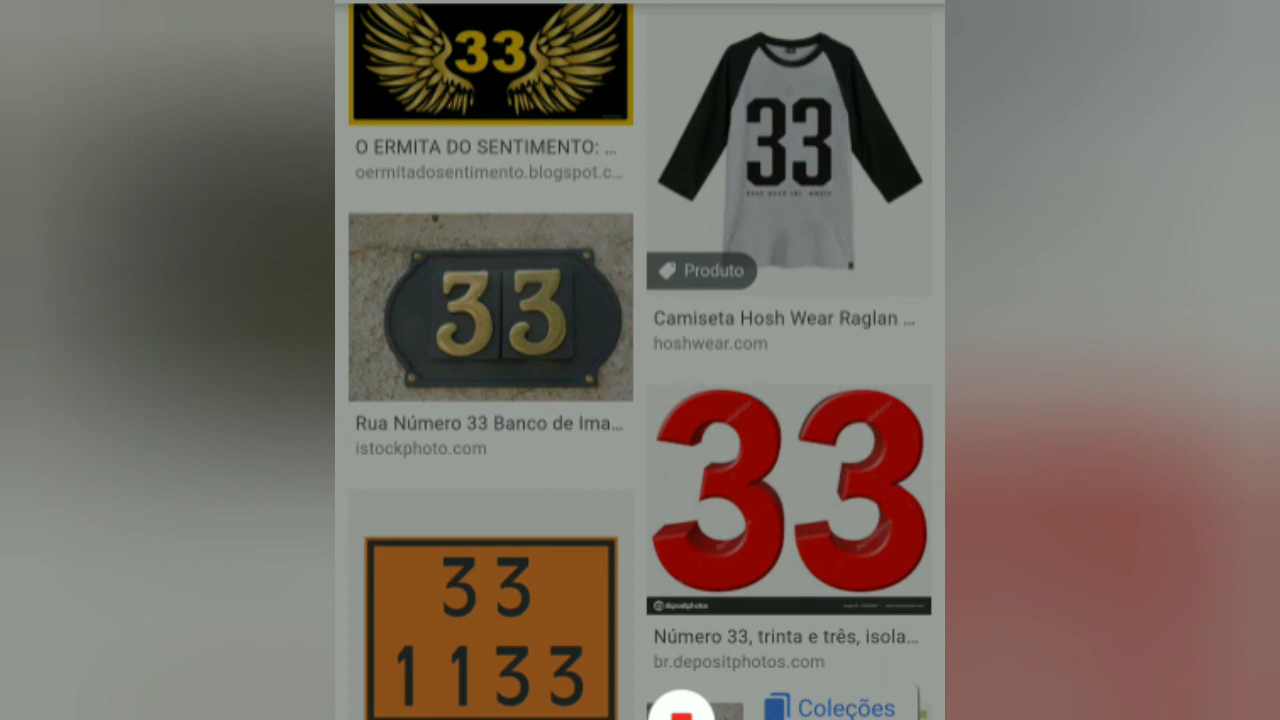 33
O ERMITA DO SENTIMENTO: ...
oermitadosentimento.blogspot.c...
33
Rua Número 33 Banco de Ima...
istockphoto.com
33
1133
33
Produto
Camiseta Hosh Wear Raglan ...
hoshwear.com
33
depositphotos
Número 33, trinta e três, isola...
br.depositphotos.com
Coleções